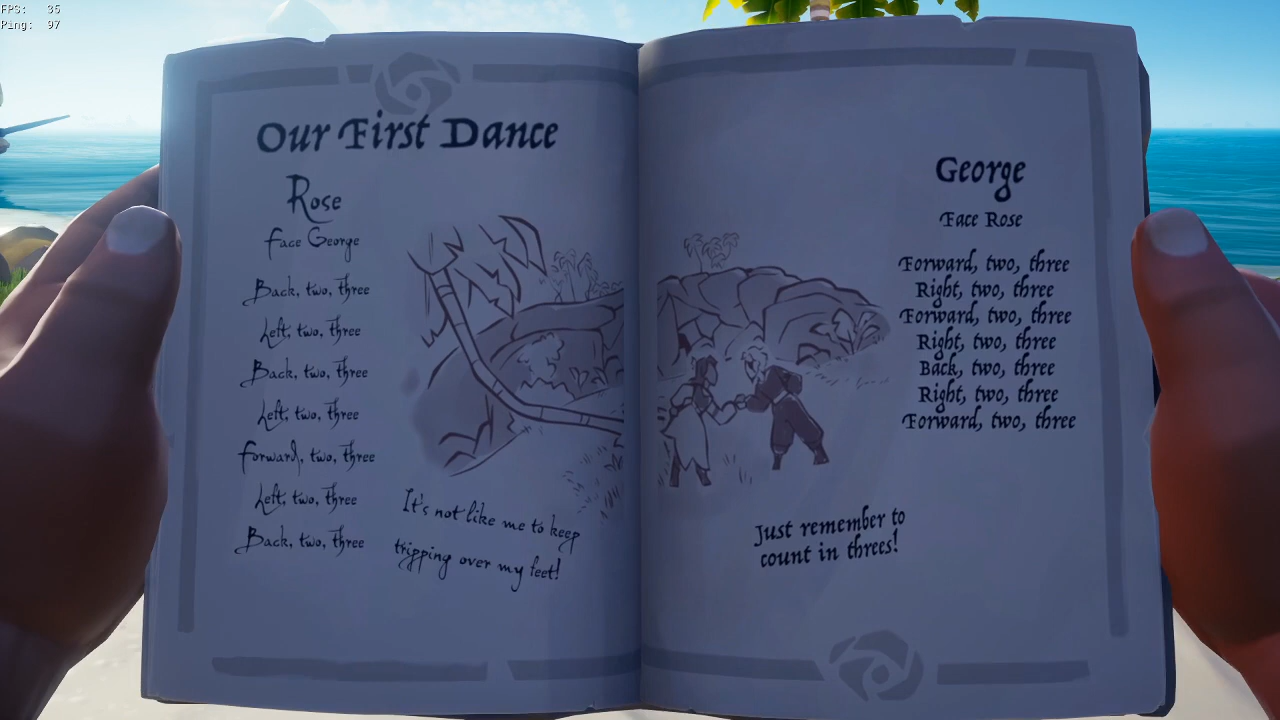 FPS: 35
Ping: 97
Our First Dance
Rose
Face George
Back, two, three
Left, two, three
Back, two, three
Left, two, three
Forward, two, three
Left, two, three
Back, two, three
It's not like me to keep
tripping over my feet!
George
Face Rose
Forward, two, three
Right, two, three
Forward, two, three
Right, two, three
Back, two, three
Right, two, three
Forward, two, three
Just remember to
count in threes!